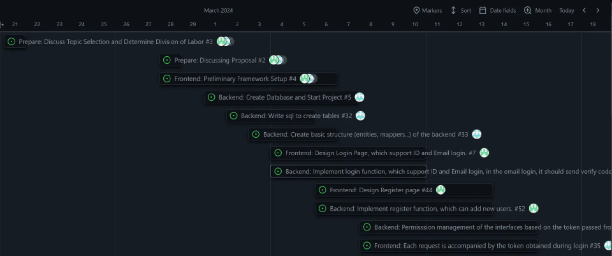 March 2024
Markers Sort Date fields Month Today
21 22 23 24 25 26 27 28 29 30 31 1 2 3 4 5 6 7 8 9 10 11 12 13 14 15 16 17 18
Prepare: Discuss Topic Selection and Determine Division of Labor #3
Prepare: Discussing Proposal #2
Frontend: Preliminary Framework Setup #4
Backend: Create Database and Start Project #5
Backend: Write sql to create tables #32
Backend: Create basic structure (entities, mappers...) of the backend #33
Frontend: Design Login Page, which support ID and Email login. #7
Backend: Implement login function, which support ID and Email login, in the email login, it should send verify code
Frontend: Design Register page #44
Backend: Implement register function, which can add new users. #52
Backend: Permission management of the interfaces based on the token passed fro
Frontend: Each request is accompanied by the token obtained during login #35